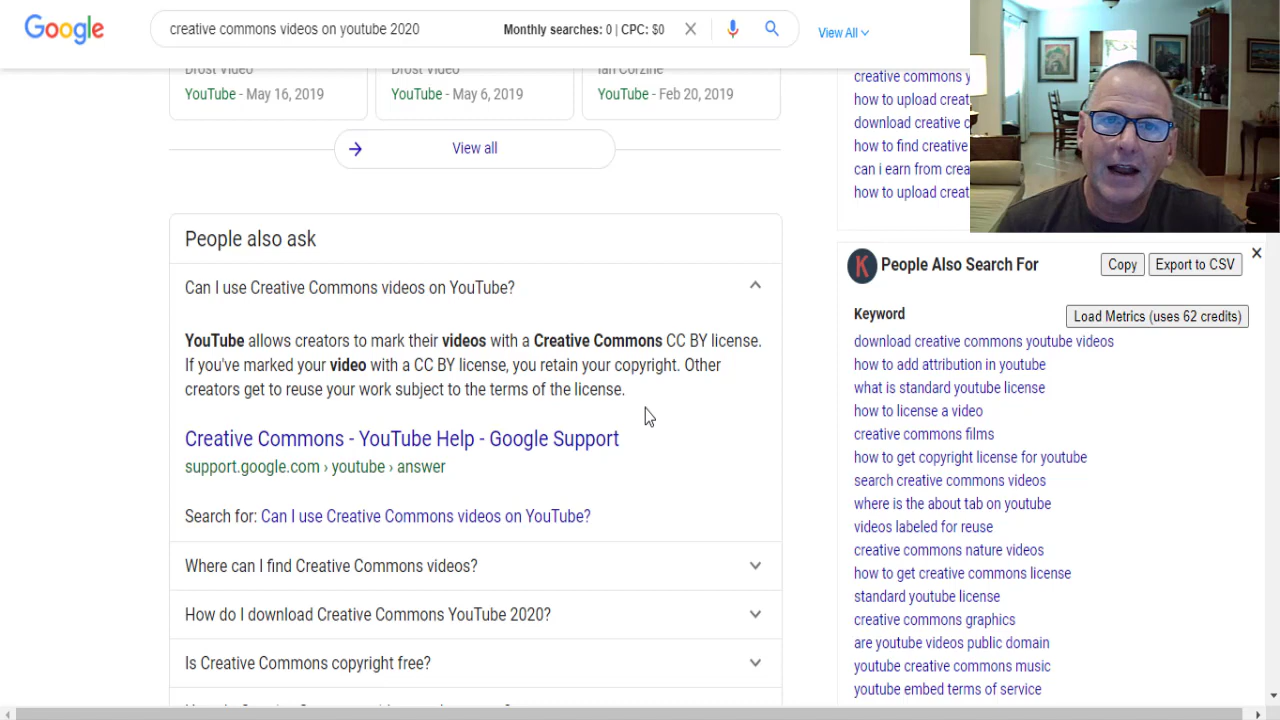 Google
creative commons videos on youtube 2020
Monthly searches: 0 | CPC: $0
View All
Drost Video
Drost Video
Ian Corzine
YouTube - May 16, 2019
YouTube - May 6, 2019
YouTube - Feb 20, 2019
View all
People also ask
Can I use Creative Commons videos on YouTube?
YouTube allows creators to mark their videos with a Creative Commons CC BY license.
If you've marked your video with a CC BY license, you retain your copyright. Other
creators get to reuse your work subject to the terms of the license.
Creative Commons - YouTube Help - Google Support
support.google.com › youtube › answer
Search for: Can I use Creative Commons videos on YouTube?
Where can I find Creative Commons videos?
How do I download Creative Commons YouTube 2020?
Is Creative Commons copyright free?
creative commons y
how to upload creat
download creative c
how to find creative
can i earn from crea
how to upload creat
K
People Also Search For
Copy
Export to CSV
Keyword
Load Metrics (uses 62 credits)
download creative commons youtube videos
how to add attribution in youtube
what is standard youtube license
how to license a video
creative commons films
how to get copyright license for youtube
search creative commons videos
where is the about tab on youtube
videos labeled for reuse
creative commons nature videos
how to get creative commons license
standard youtube license
creative commons graphics
are youtube videos public domain
youtube creative commons music
youtube embed terms of service